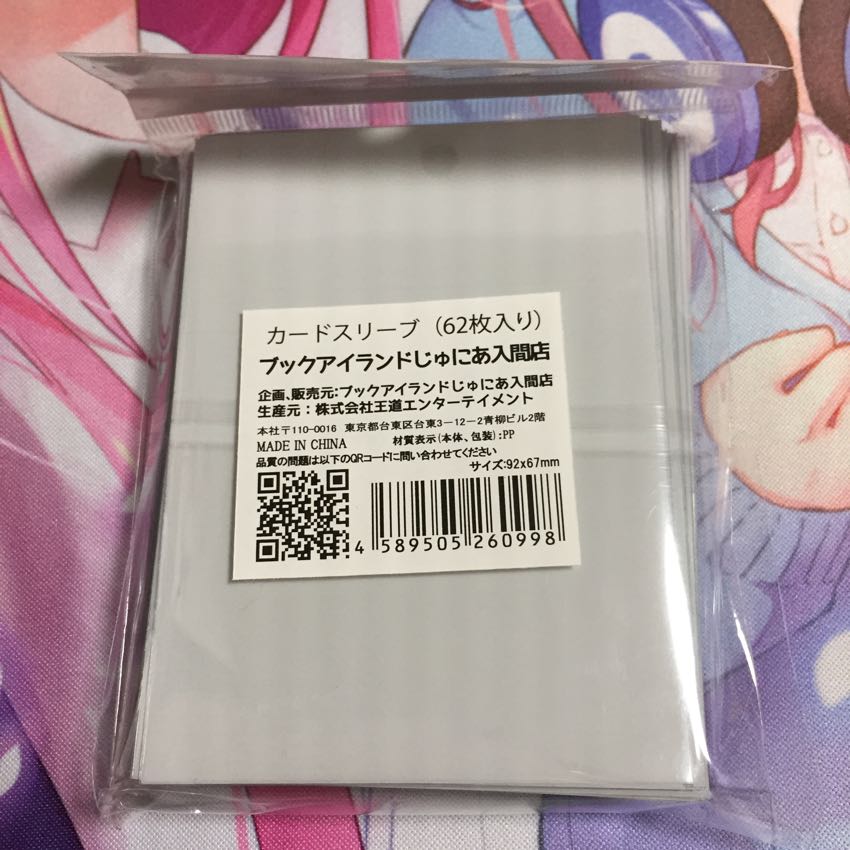 カードスリーブ（62枚入り）
ブックアイランドじゅにあ入間店
企画、販売元:ブックアイランドじゅにあ入間店
生産元：株式会社王道エンターテイメント
本社〒110-0016 東京都台東区台東3-12-2青柳ビル2階
MADE IN CHINA 材質表示(本体、包装):PP
品質の問題は以下のQRコードに問い合わせてください
サイズ:92x67mm
4 589505 260998